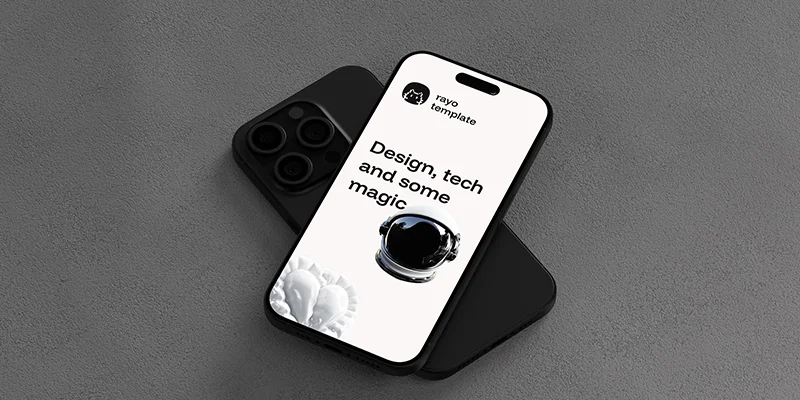 rayo
template
Design, tech
and some
magic